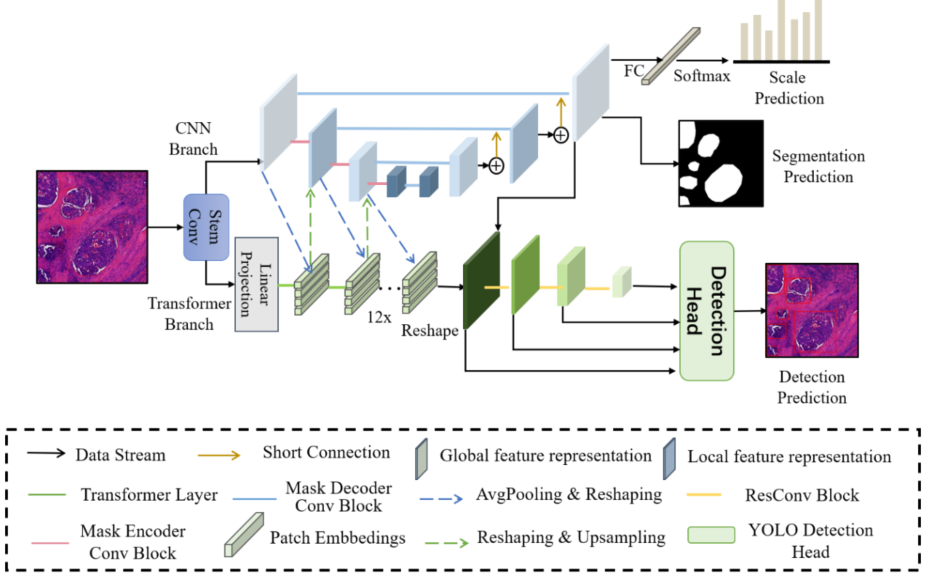 FC
Softmax
Scale
Prediction
CNN
Branch
Segmentation
Prediction
Stem
Conv
Linear
Projection
Transformer
Branch
12x
Reshape
Detection
Head
Detection
Prediction
Data Stream
Short Connection
Global feature representation
Local feature representation
Transformer Layer
Mask Decoder
Conv Block
AvgPooling & Reshaping
ResConv Block
Mask Encoder
Conv Block
Patch Embbedings
Reshaping & Upsampling
YOLO Detection
Head